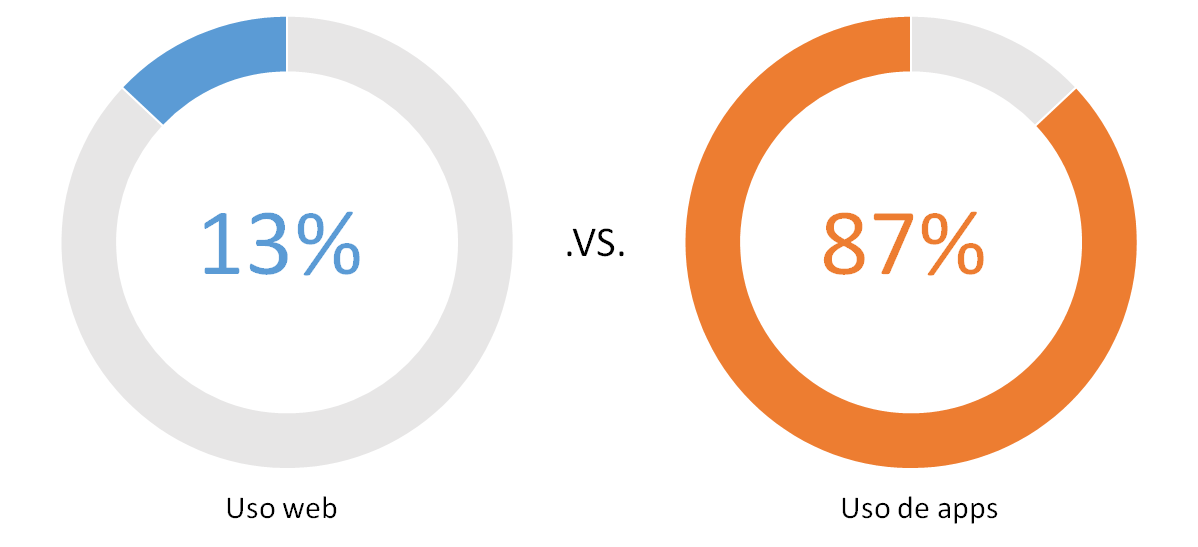 13%
.VS.
87%
Uso web
Uso de apps